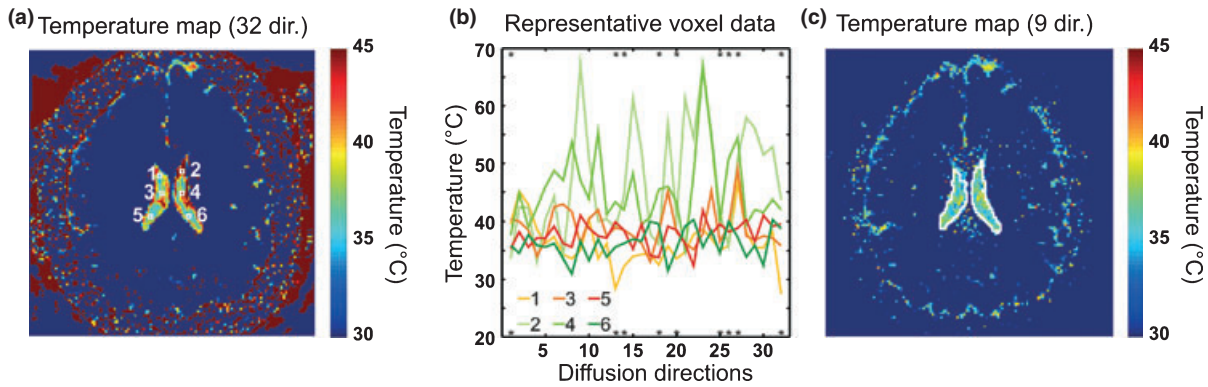 (a) Temperature map (32 dir.)
45
40
35
30
Temperature (°C)
1 2
3 4
5 6
(b) Representative voxel data
70
60
50
40
30
20
Temperature (°C)
1 3 5
2 4 6
5 10 15 20 25 30
Diffusion directions
(c) Temperature map (9 dir.)
45
40
35
30
Temperature (°C)